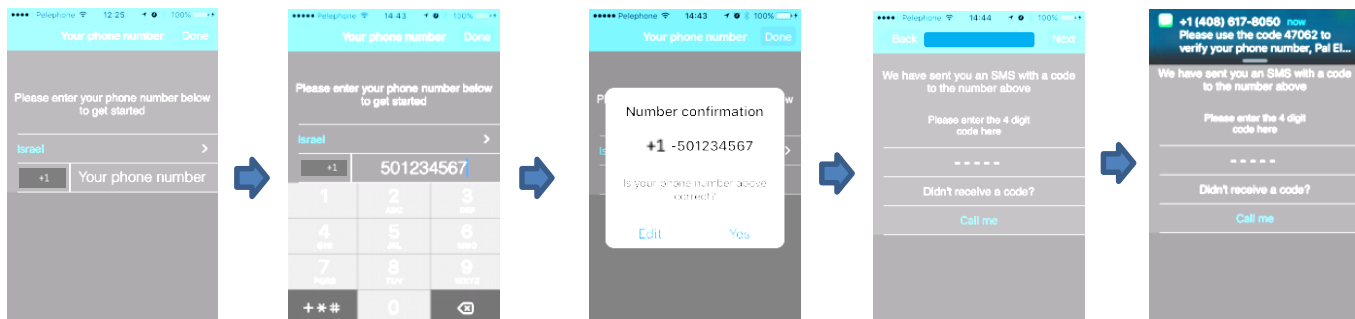 Pelephone 12:25 100%
Your phone number Done
Please enter your phone number below
to get started
Israel
+1 Your phone number
Pelephone 14:43 100%
Your phone number Done
Please enter your phone number below
to get started
Israel
+1 501234567
1 2 3
ABC DEF
4 5 6
GHI JKL MNO
7 8 9
PQRS TUV WXYZ
+*# 0
Pelephone 14:43 100%
Your phone number Done
Number confirmation
+1 -501234567
Is your phone number above
correct?
Edit Yes
Pelephone 14:44 100%
Back Next
We have sent you an SMS with a code
to the number above
Please enter the 4 digit
code here
- - - - -
Didn't receive a code?
Call me
+1 (408) 617-8050 now
Please use the code 47062 to
verify your phone number, Pal El...
We have sent you an SMS with a code
to the number above
Please enter the 4 digit
code here
- - - - -
Didn't receive a code?
Call me